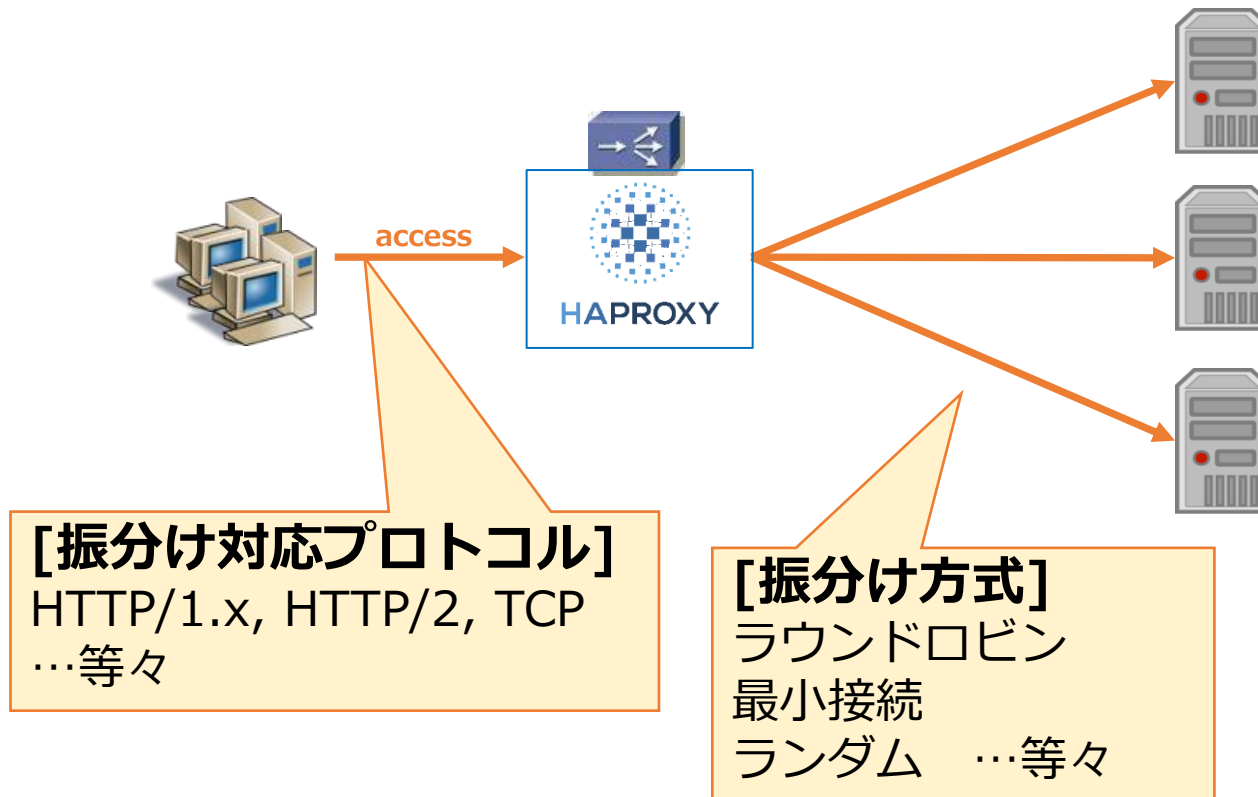 access
HAPROXY
[振分け対応プロトコル]
HTTP/1.x, HTTP/2, TCP
…等々
[振分け方式]
ラウンドロビン
最小接続
ランダム　…等々